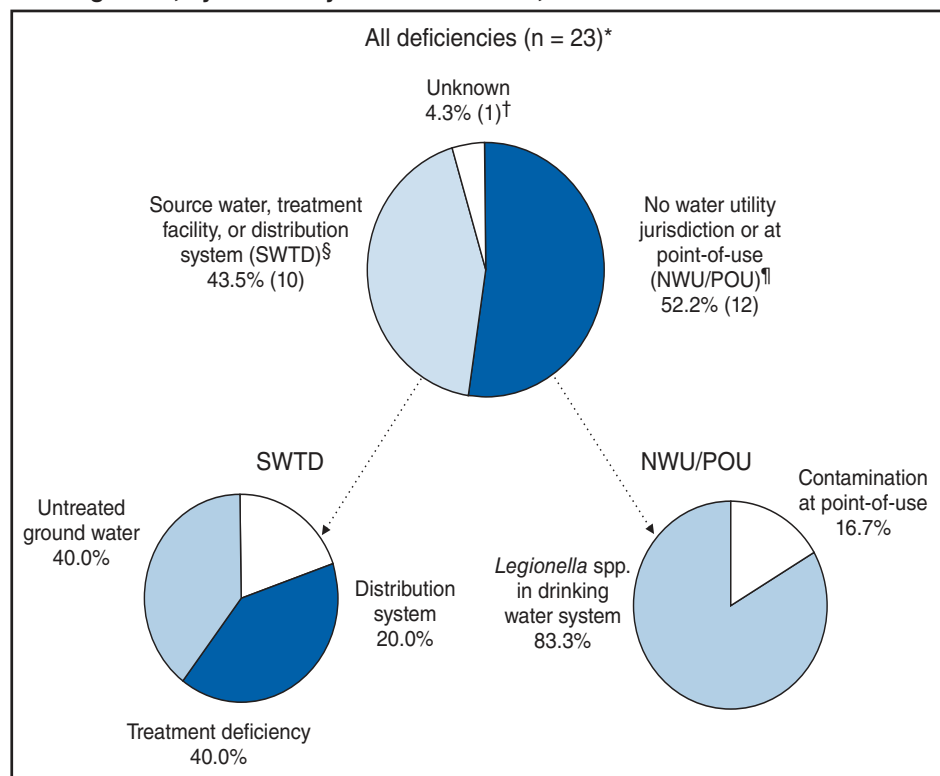 All deficiencies (n = 23)*
Unknown
4.3% (1)†
Source water, treatment
facility, or distribution
system (SWTD)§
43.5% (10)
No water utility
jurisdiction or at
point-of-use
(NWU/POU)¶
52.2% (12)
SWTD
Untreated
ground water
40.0%
Distribution
system
20.0%
Treatment deficiency
40.0%
NWU/POU
Contamination
at point-of-use
16.7%
Legionella spp.
in drinking
water system
83.3%